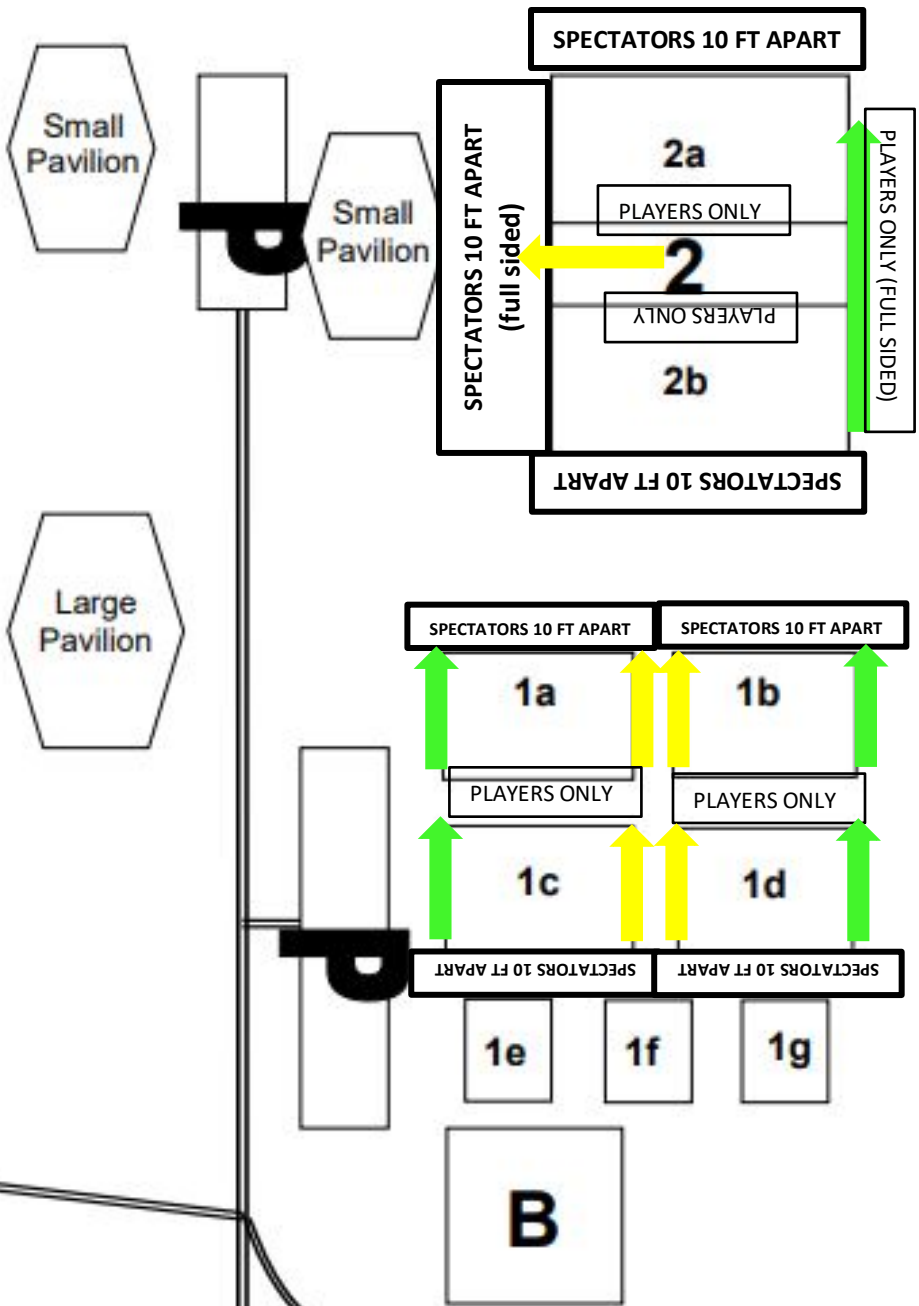 SPECTATORS 10 FT APART
Small
Pavilion
P
Small
Pavilion
SPECTATORS 10 FT APART
(full sided)
2a
PLAYERS ONLY
2
PLAYERS ONLY
2b
PLAYERS ONLY (FULL SIDED)
SPECTATORS 10 FT APART
Large
Pavilion
SPECTATORS 10 FT APART
SPECTATORS 10 FT APART
1a
1b
PLAYERS ONLY
PLAYERS ONLY
1c
1d
P
SPECTATORS 10 FT APART
SPECTATORS 10 FT APART
1e
1f
1g
B